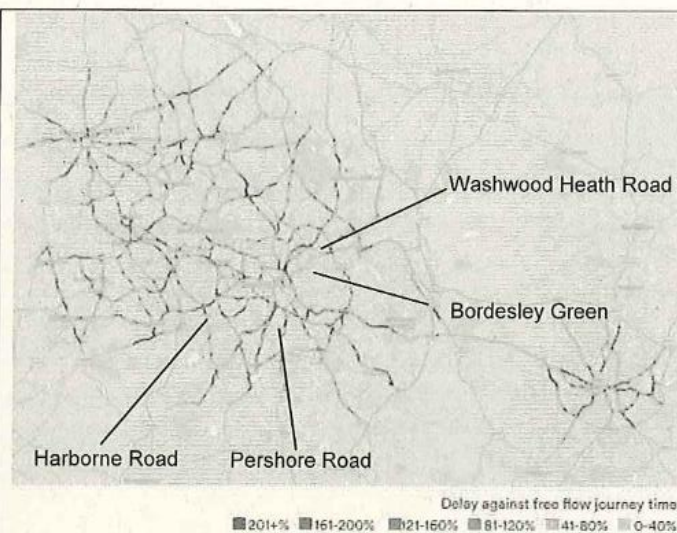 Washwood Heath Road
Bordesley Green
Harborne Road
Pershore Road
Delay against free flow journey time
201+% 161-200% 121-160% 81-120% 41-80% 0-40%